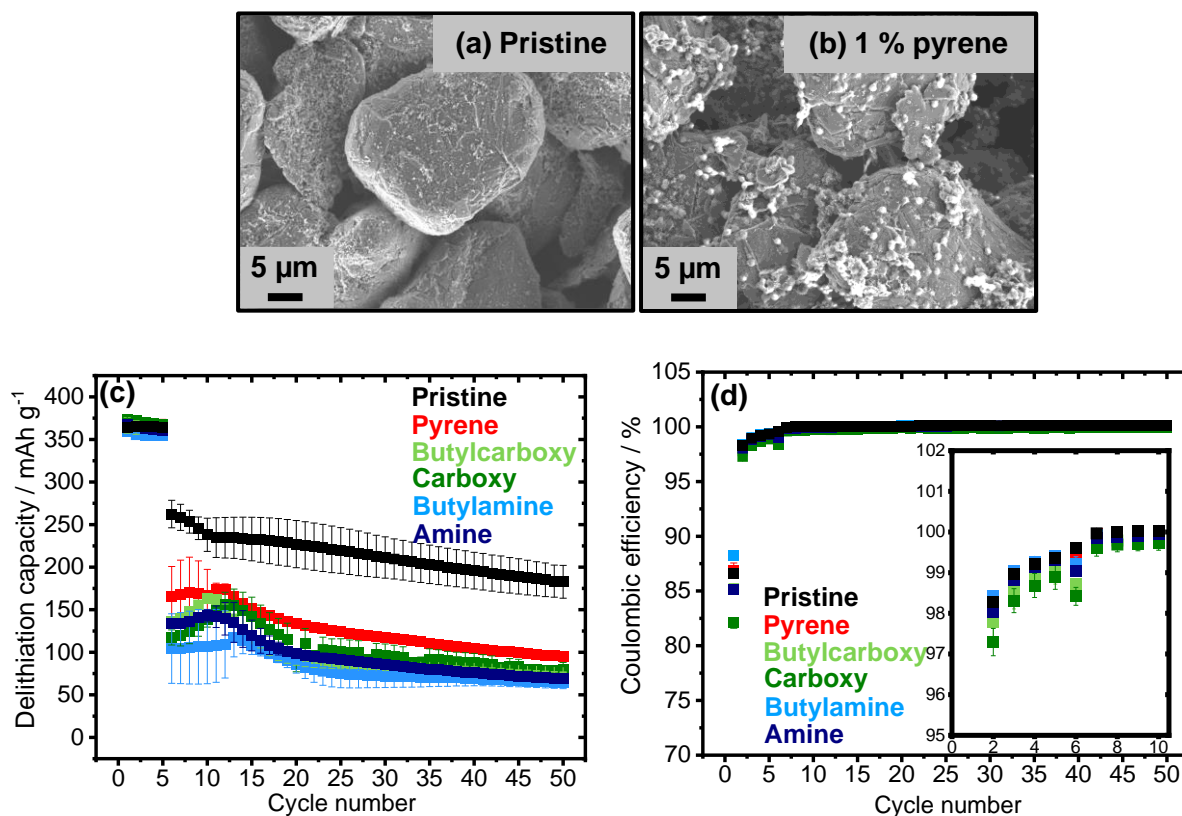 (a) Pristine
5 µm
(b) 1 % pyrene
5 µm
(c)
Delithiation capacity / mAh g⁻¹
400
350
300
250
200
150
100
50
0
Pristine
Pyrene
Butylcarboxy
Carboxy
Butylamine
Amine
0 5 10 15 20 25 30 35 40 45 50
Cycle number
(d)
Coulombic efficiency / %
105
100
95
90
85
80
75
70
Pristine
Pyrene
Butylcarboxy
Carboxy
Butylamine
Amine
102
101
100
99
98
97
96
95
0 2 4 6 8 10
0 5 10 15 20 25 30 35 40 45 50
Cycle number